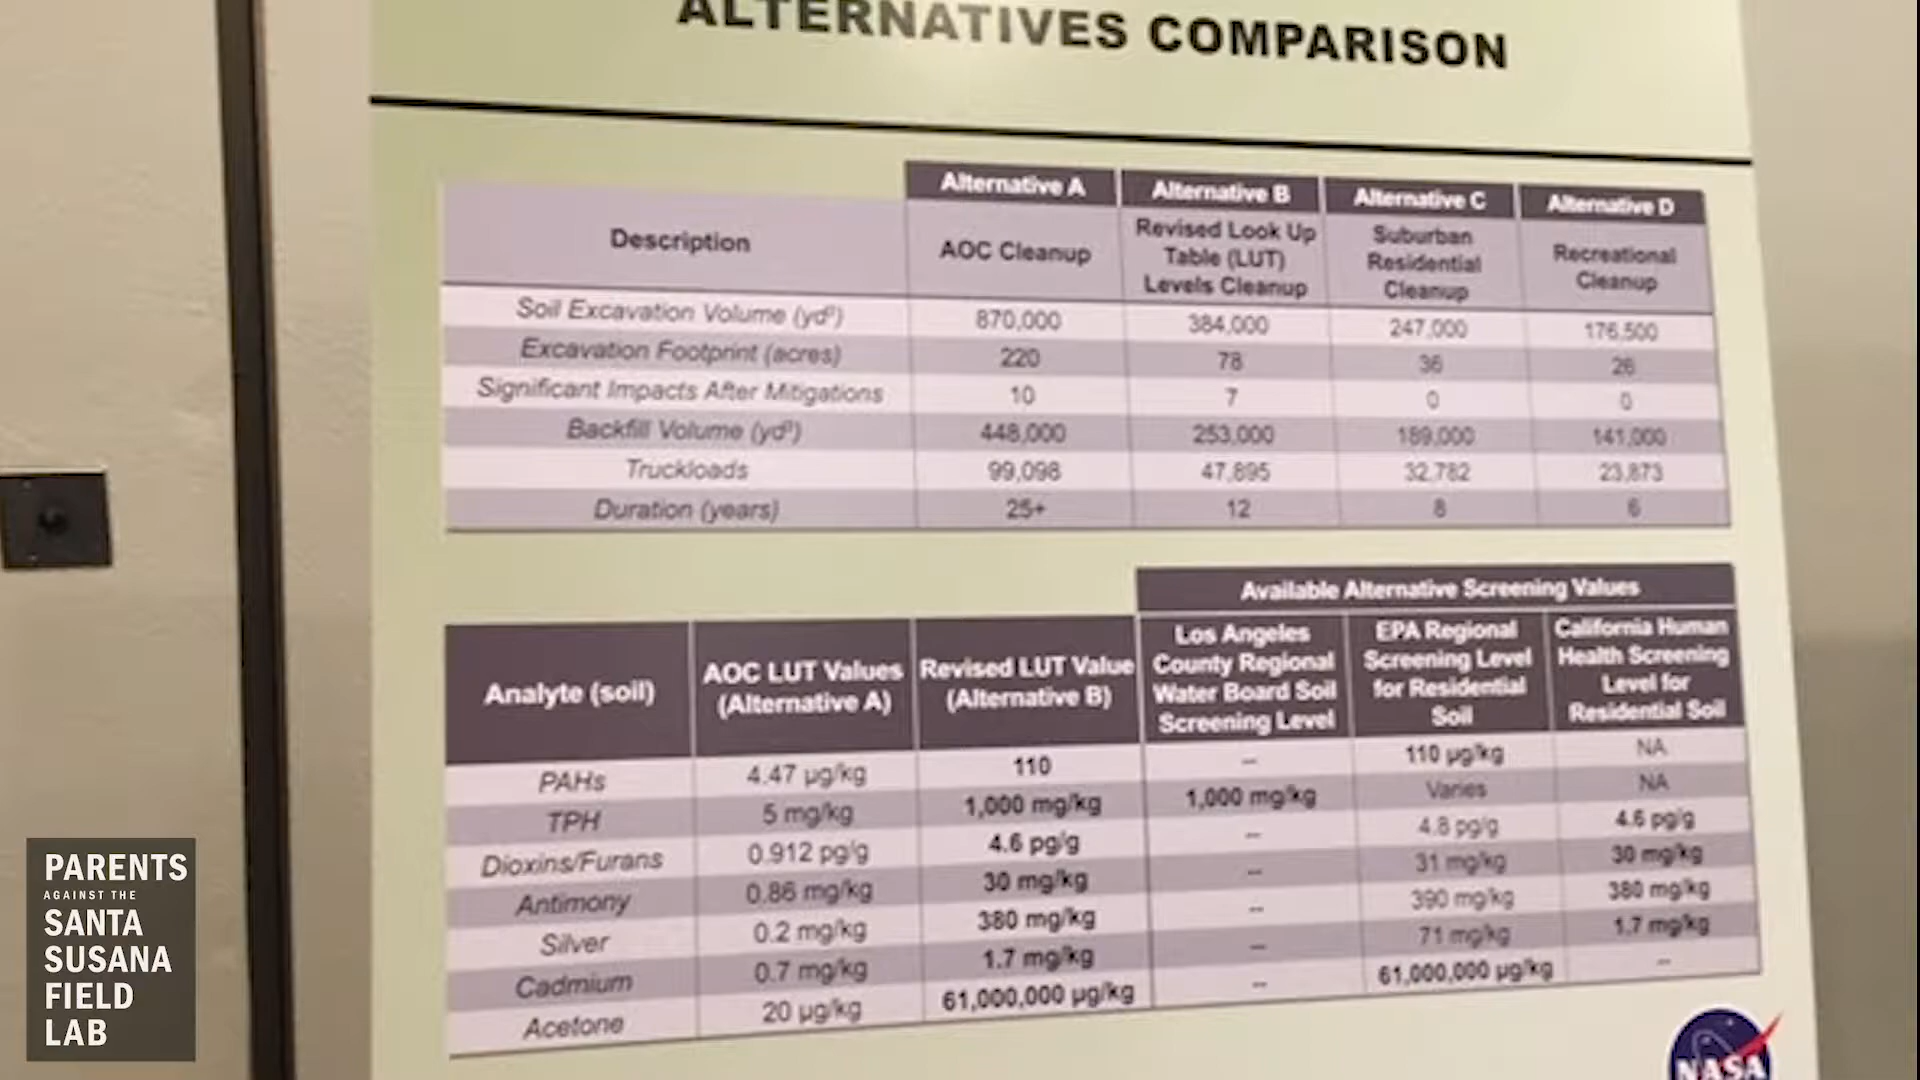 ALTERNATIVES COMPARISON
Alternative A Alternative B Alternative C Alternative D
Description AOC Cleanup Revised Look Up Table (LUT) Levels Cleanup Suburban Residential Cleanup Recreational Cleanup
Soil Excavation Volume (yd³) 870,000 384,000 247,000 176,500
Excavation Footprint (acres) 220 78 36 26
Significant Impacts After Mitigations 10 7 0 0
Backfill Volume (yd³) 448,000 253,000 189,000 141,000
Truckloads 99,098 47,895 32,782 23,873
Duration (years) 25+ 12 8 6
Available Alternative Screening Values
Analyte (soil) AOC LUT Values (Alternative A) Revised LUT Value (Alternative B) Los Angeles County Regional Water Board Soil Screening Level EPA Regional Screening Level for Residential Soil California Human Health Screening Level for Residential Soil
PAHs 4.47 µg/kg 110 -- 110 µg/kg NA
TPH 5 mg/kg 1,000 mg/kg 1,000 mg/kg Varies NA
Dioxins/Furans 0.912 pg/g 4.6 pg/g -- 4.8 pg/g 4.6 pg/g
Antimony 0.86 mg/kg 30 mg/kg -- 31 mg/kg 30 mg/kg
Silver 0.2 mg/kg 380 mg/kg -- 390 mg/kg 380 mg/kg
Cadmium 0.7 mg/kg 1.7 mg/kg -- 71 mg/kg 1.7 mg/kg
Acetone 20 µg/kg 61,000,000 µg/kg -- 61,000,000 µg/kg --
NASA
PARENTS
AGAINST THE
SANTA
SUSANA
FIELD
LAB